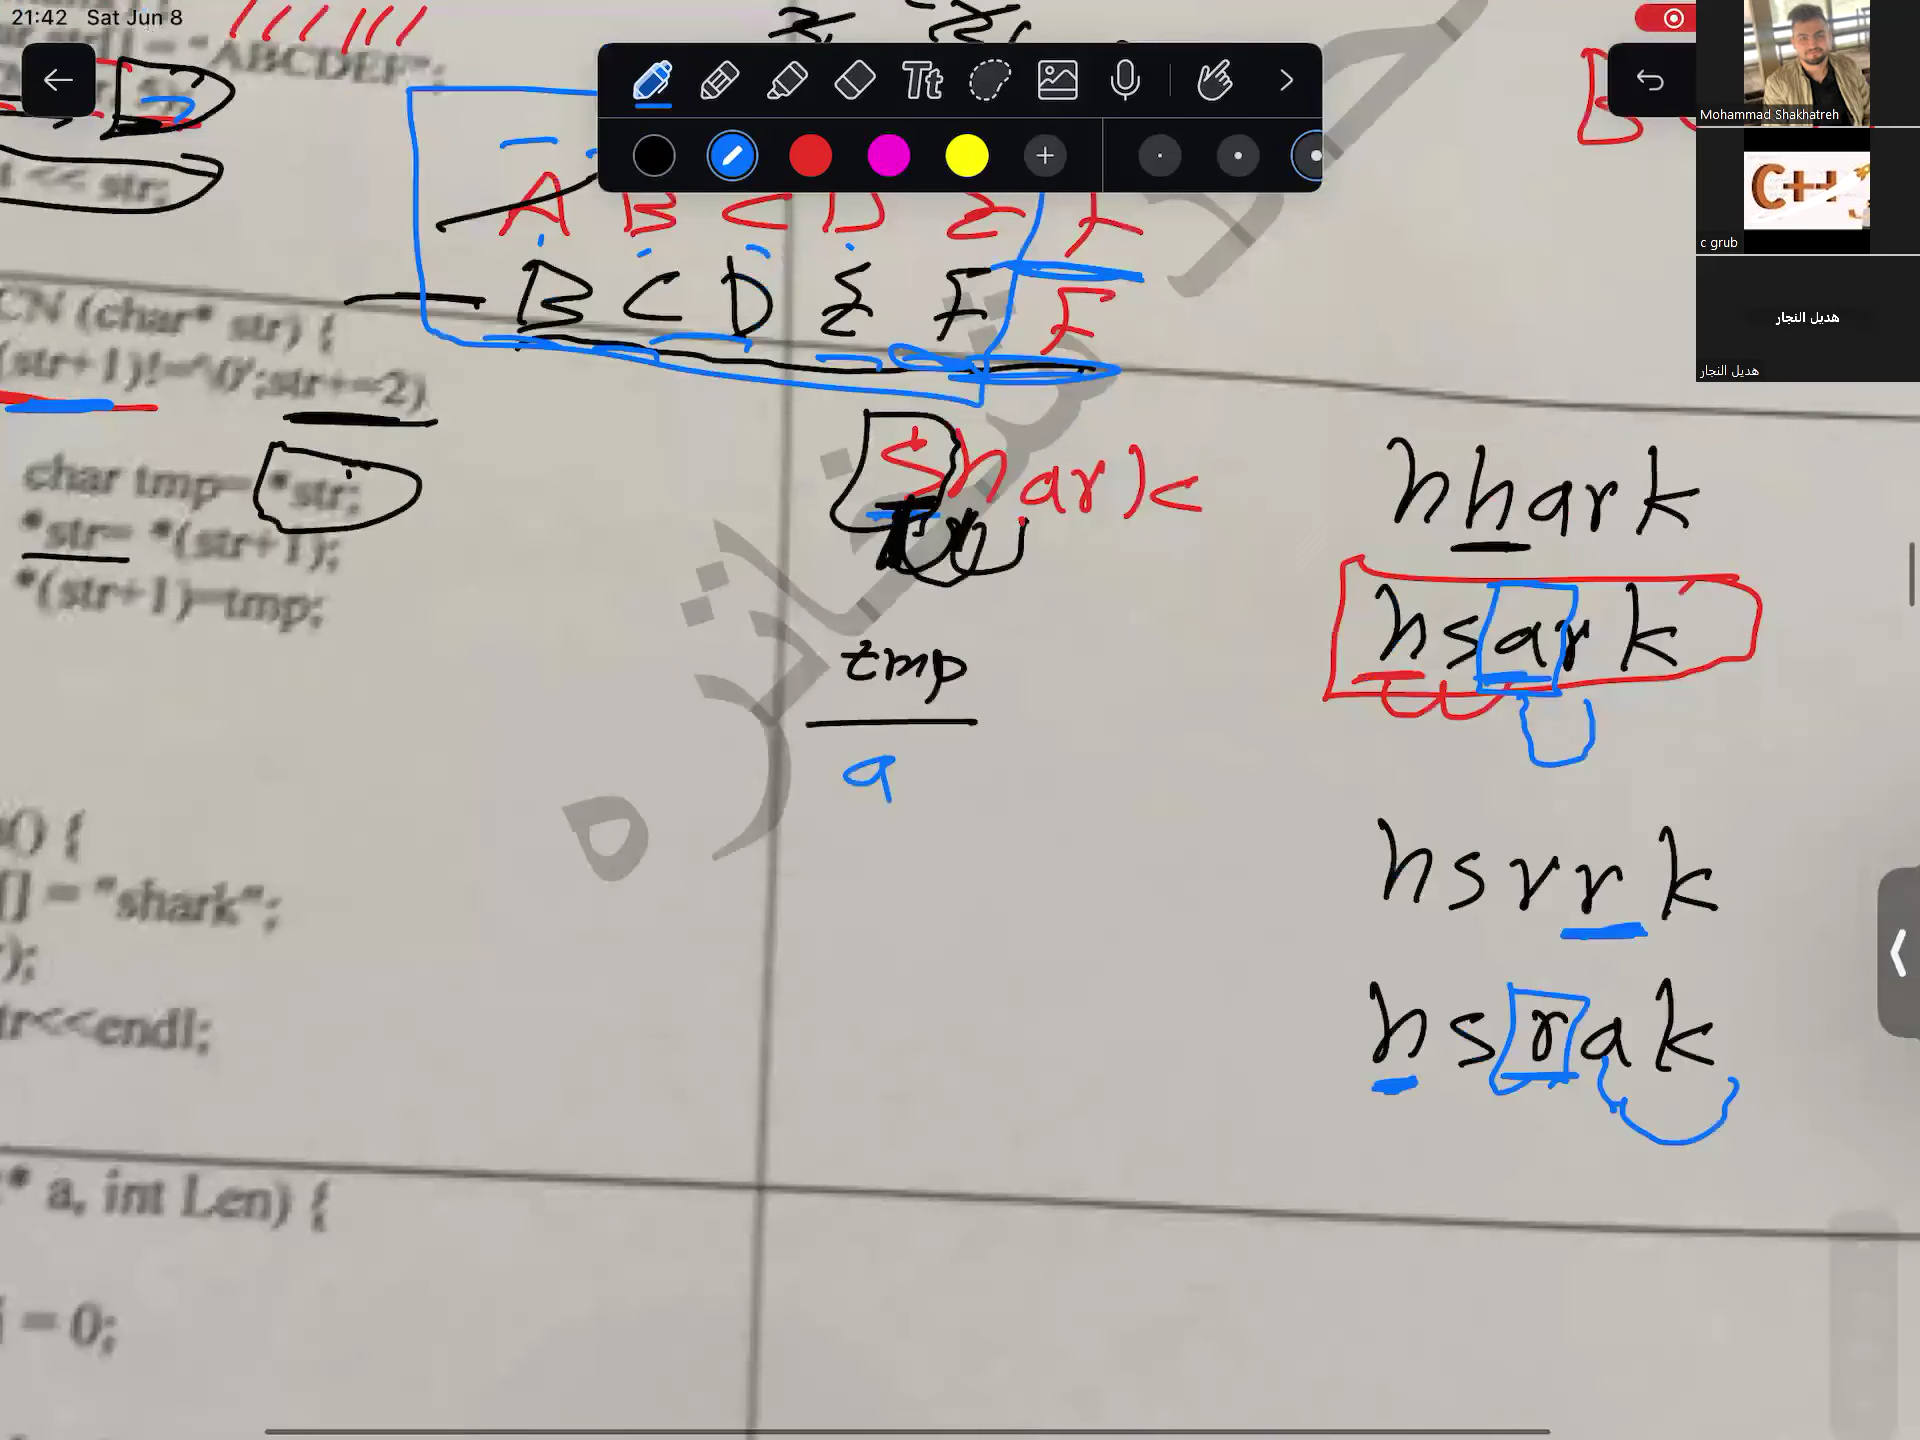 21:42 Sat Jun 8
= "ABCDEF";
<< str;
A B C D E F
B C D E F F
CN (char* str) {
(str+1)!='\0';str+=2)
char tmp= *str;
*str= *(str+1);
*(str+1)=tmp;
Shark
tmp
a
hhark
hsark
hsrrk
hsrak
() {
[] = "shark";
);
tr<<endl;
* a, int Len) {
i = 0;
Tt
Mohammad Shakhatreh
C++
c grub
هديل النجار
هديل النجار